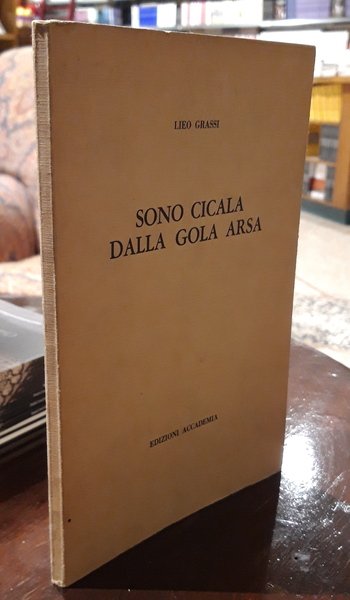 LIEO GRASSI
SONO CICALA
DALLA GOLA ARSA
EDIZIONI ACCADEMIA